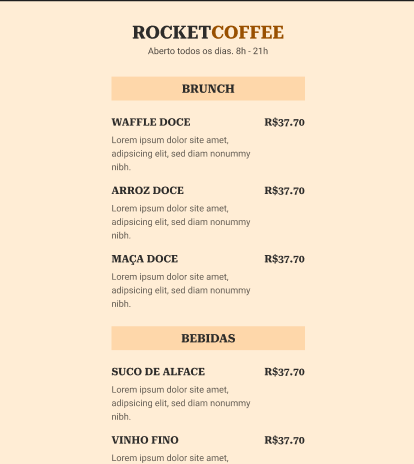 ROCKETCOFFEE
Aberto todos os dias. 8h - 21h
BRUNCH
WAFFLE DOCE R$37.70
Lorem ipsum dolor site amet,
adipiscing elit, sed diam nonummy
nibh.
ARROZ DOCE R$37.70
Lorem ipsum dolor site amet,
adipiscing elit, sed diam nonummy
nibh.
MAÇA DOCE R$37.70
Lorem ipsum dolor site amet,
adipiscing elit, sed diam nonummy
nibh.
BEBIDAS
SUCO DE ALFACE R$37.70
Lorem ipsum dolor site amet,
adipiscing elit, sed diam nonummy
nibh.
VINHO FINO R$37.70
Lorem ipsum dolor site amet,